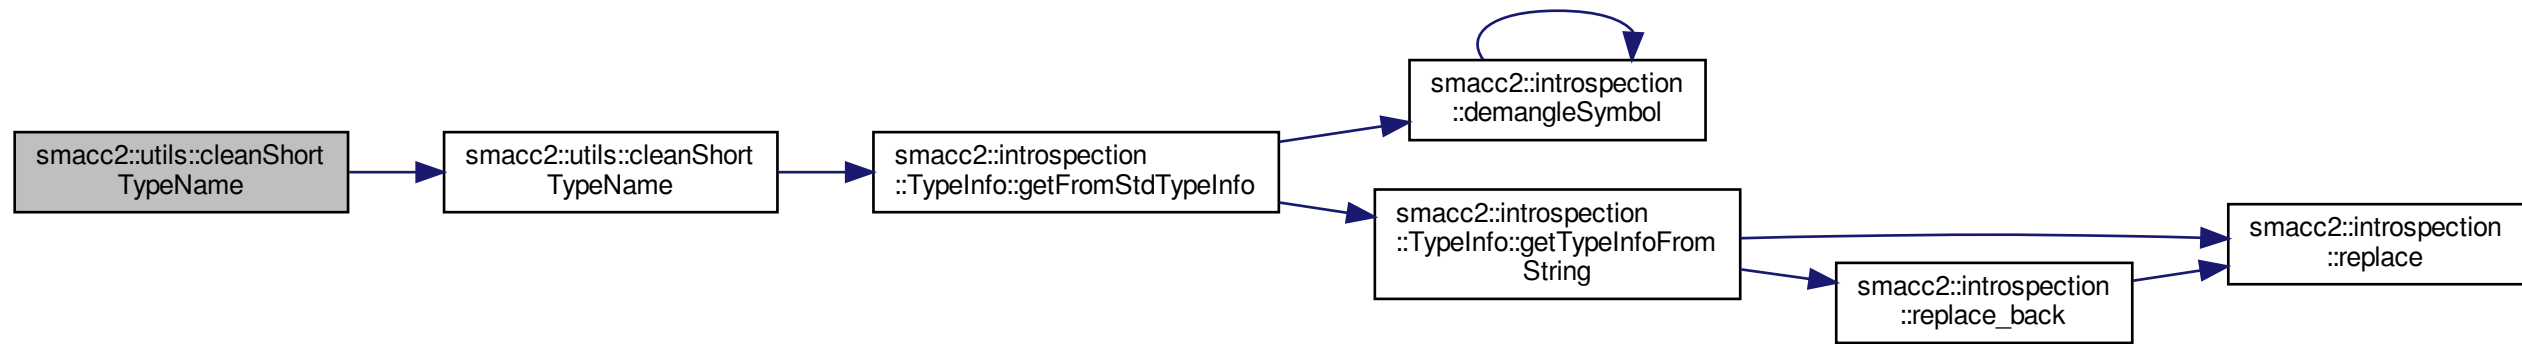 smacc2::utils::cleanShort
TypeName
smacc2::utils::cleanShort
TypeName
smacc2::introspection
::TypeInfo::getFromStdTypeInfo
smacc2::introspection
::demangleSymbol
smacc2::introspection
::TypeInfo::getTypeInfoFrom
String
smacc2::introspection
::replace_back
smacc2::introspection
::replace